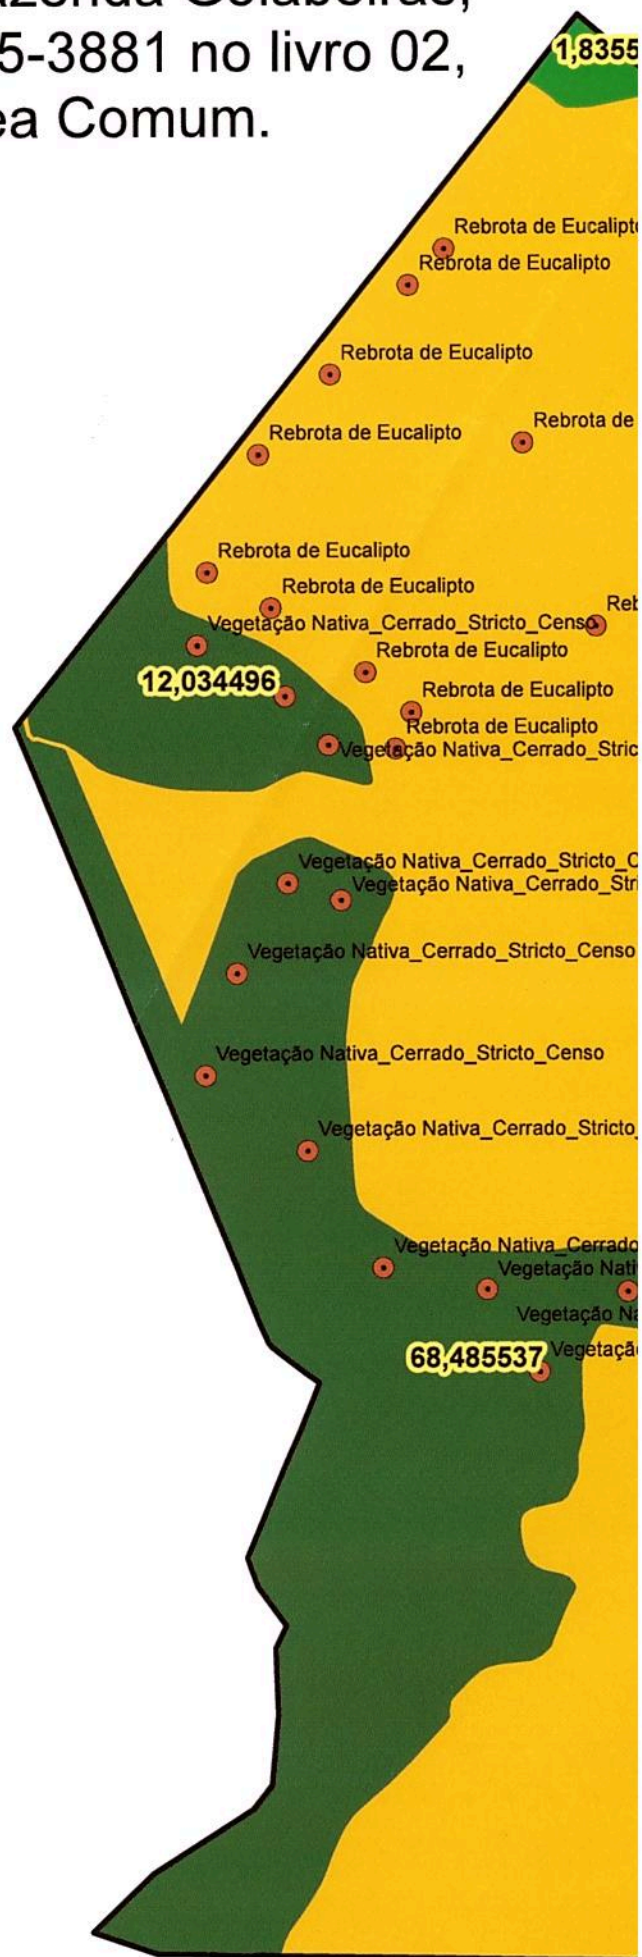 5-3881 no livro 02,
ea Comum.
1,8355
Rebrota de Eucalipto
Rebrota de Eucalipto
Rebrota de Eucalipto
Rebrota de
Rebrota de Eucalipto
Rebrota de Eucalipto
Rebrota de Eucalipto
Reb
Vegetação Nativa_Cerrado_Stricto_Censo
Rebrota de Eucalipto
12,034496
Rebrota de Eucalipto
Rebrota de Eucalipto
Vegetação Nativa_Cerrado_Stric
Vegetação Nativa_Cerrado_Stricto_C
Vegetação Nativa_Cerrado_Stri
Vegetação Nativa_Cerrado_Stricto_Censo
Vegetação Nativa_Cerrado_Stricto_Censo
Vegetação Nativa_Cerrado_Stricto_
Vegetação Nativa_Cerrado
Vegetação Nati
Vegetação Na
Vegetação
68,485537